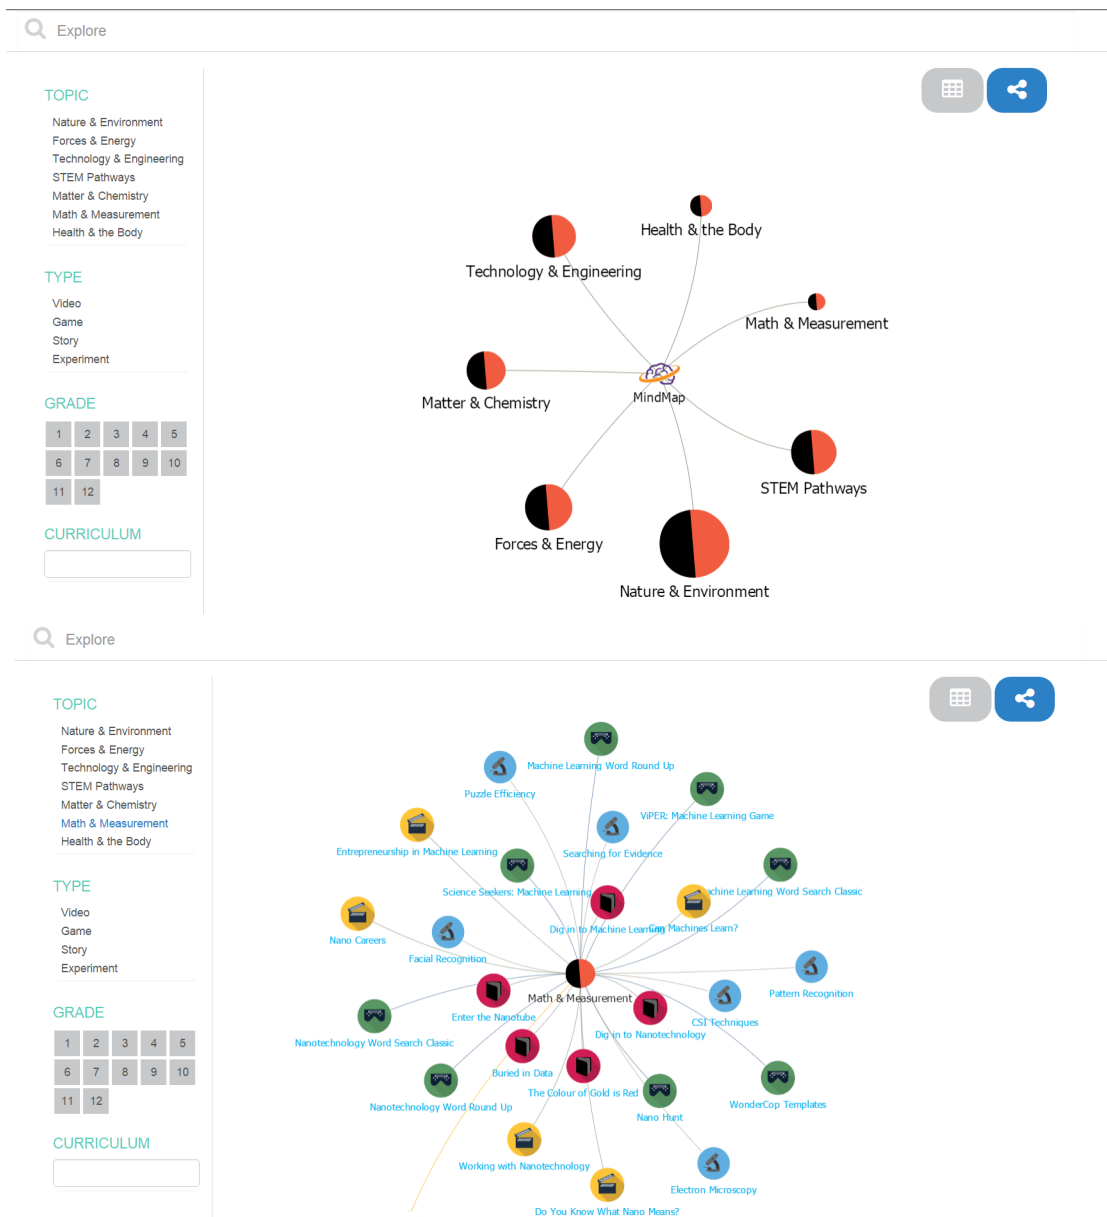 Explore
TOPIC
Nature & Environment
Forces & Energy
Technology & Engineering
STEM Pathways
Matter & Chemistry
Math & Measurement
Health & the Body
TYPE
Video
Game
Story
Experiment
GRADE
1 2 3 4 5
6 7 8 9 10
11 12
CURRICULUM
Health & the Body
Technology & Engineering
Math & Measurement
MindMap
Matter & Chemistry
STEM Pathways
Forces & Energy
Nature & Environment
Explore
TOPIC
Nature & Environment
Forces & Energy
Technology & Engineering
STEM Pathways
Matter & Chemistry
Math & Measurement
Health & the Body
TYPE
Video
Game
Story
Experiment
GRADE
1 2 3 4 5
6 7 8 9 10
11 12
CURRICULUM
Machine Learning Word Round Up
Puzzle Efficiency
ViPER: Machine Learning Game
Entrepreneurship in Machine Learning
Searching for Evidence
Science Seekers: Machine Learning
achine Learning Word Search Classic
Dig in to Machine Learning
Can Machines Learn?
Nano Careers
Facial Recognition
Pattern Recognition
Math & Measurement
Enter the Nanotube
CSI Techniques
Dig in to Nanotechnology
Nanotechnology Word Search Classic
Buried in Data
The Colour of Gold is Red
Nanotechnology Word Round Up
WonderCop Templates
Nano Hunt
Working with Nanotechnology
Electron Microscopy
Do You Know What Nano Means?